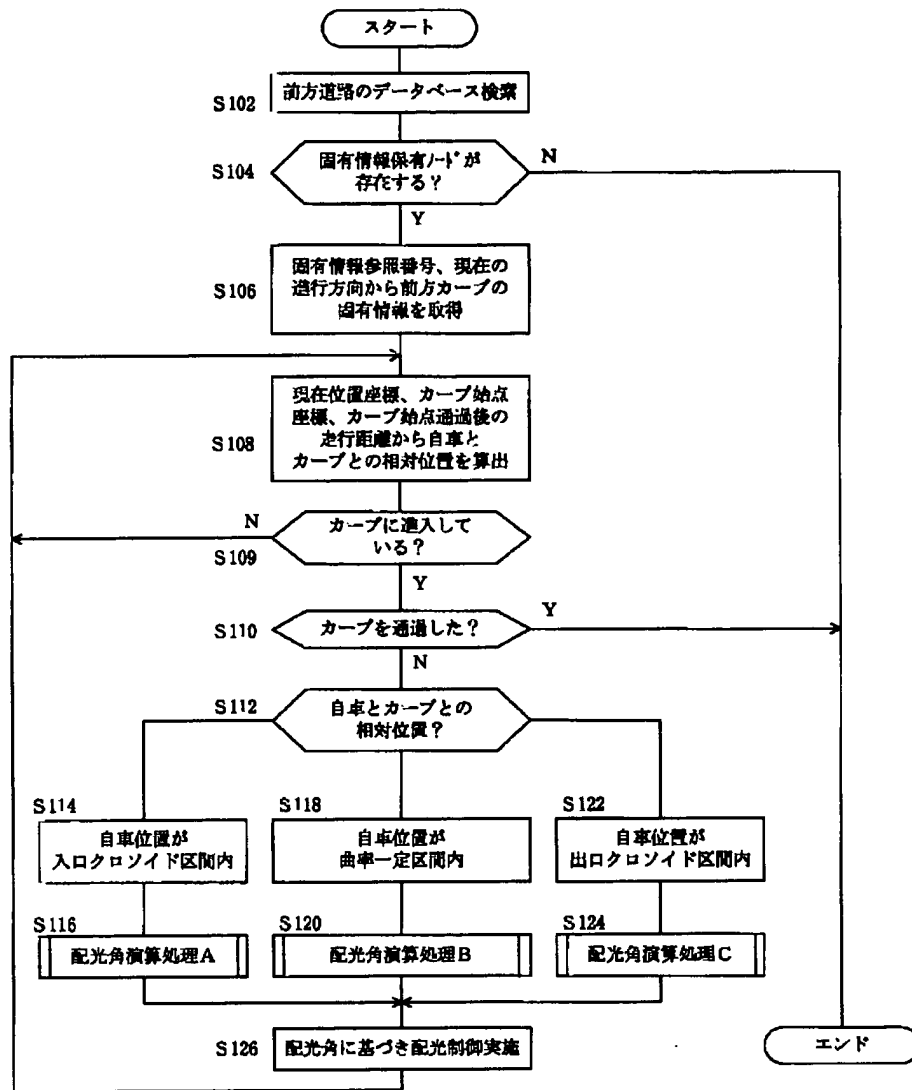 スタート
S102
前方道路のデータベース検索
S104
固有情報保有ノードが
存在する?
N
Y
S106
固有情報参照番号、現在の
進行方向から前方カーブの
固有情報を取得
S108
現在位置座標、カーブ始点
座標、カーブ始点通過後の
走行距離から自車と
カーブとの相対位置を算出
N
S109
カーブに進入して
いる?
Y
S110
カーブを通過した?
Y
N
S112
自車とカーブとの
相対位置?
S114
自車位置が
入口クロソイド区間内
S118
自車位置が
曲率一定区間内
S122
自車位置が
出口クロソイド区間内
S116
配光角演算処理A
S120
配光角演算処理B
S124
配光角演算処理C
S126
配光角に基づき配光制御実施
エンド